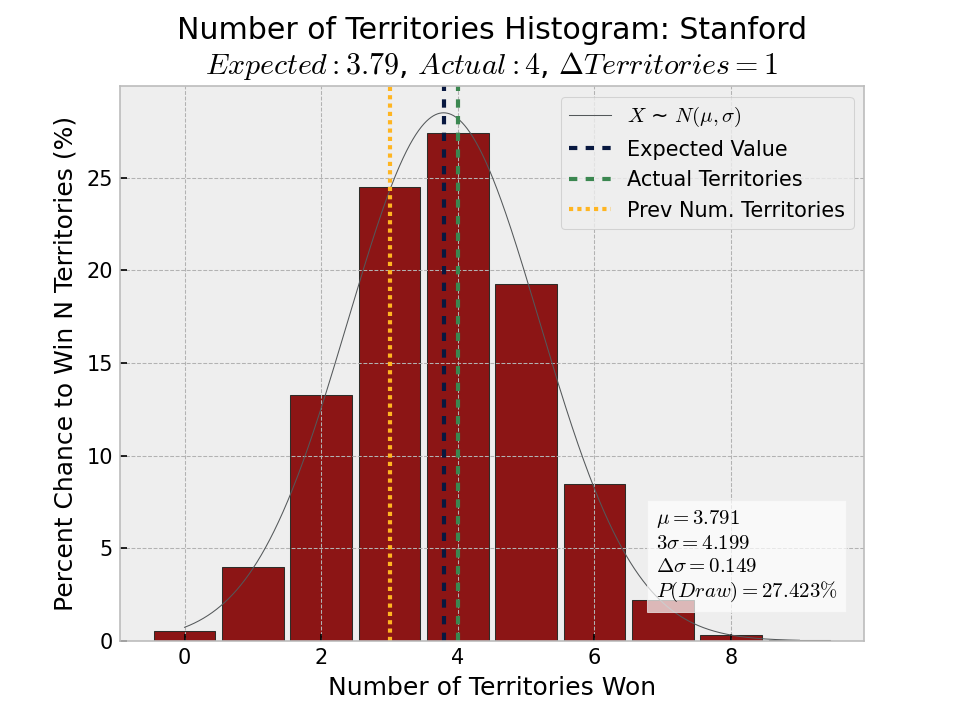 Number of Territories Histogram: Stanford
Expected : 3.79, Actual : 4, ΔTerritories = 1
Percent Chance to Win N Territories (%)
25
20
15
10
5
0
X ~ N(μ, σ)
Expected Value
Actual Territories
Prev Num. Territories
μ = 3.791
3σ = 4.199
Δσ = 0.149
P(Draw) = 27.423%
0 2 4 6 8
Number of Territories Won